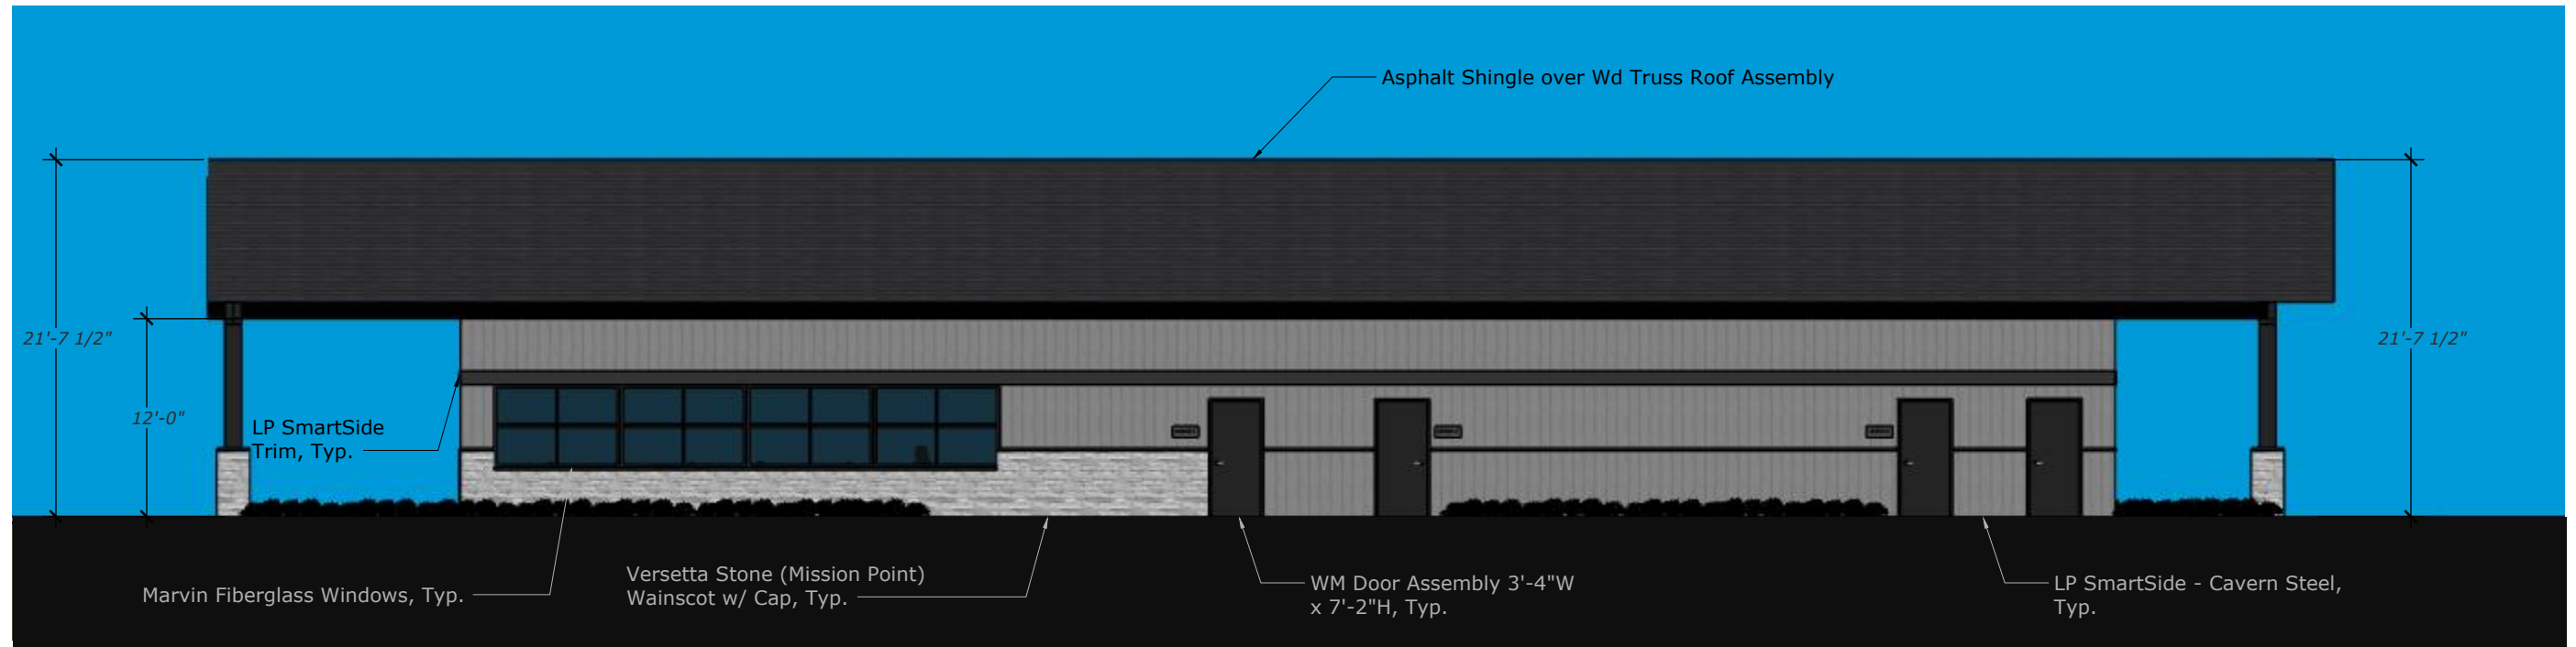 Asphalt Shingle over Wd Truss Roof Assembly
21'-7 1/2"
21'-7 1/2"
12'-0"
LP SmartSide
Trim, Typ.
Marvin Fiberglass Windows, Typ.
Versetta Stone (Mission Point)
Wainscot w/ Cap, Typ.
WM Door Assembly 3'-4"W
x 7'-2"H, Typ.
LP SmartSide - Cavern Steel,
Typ.